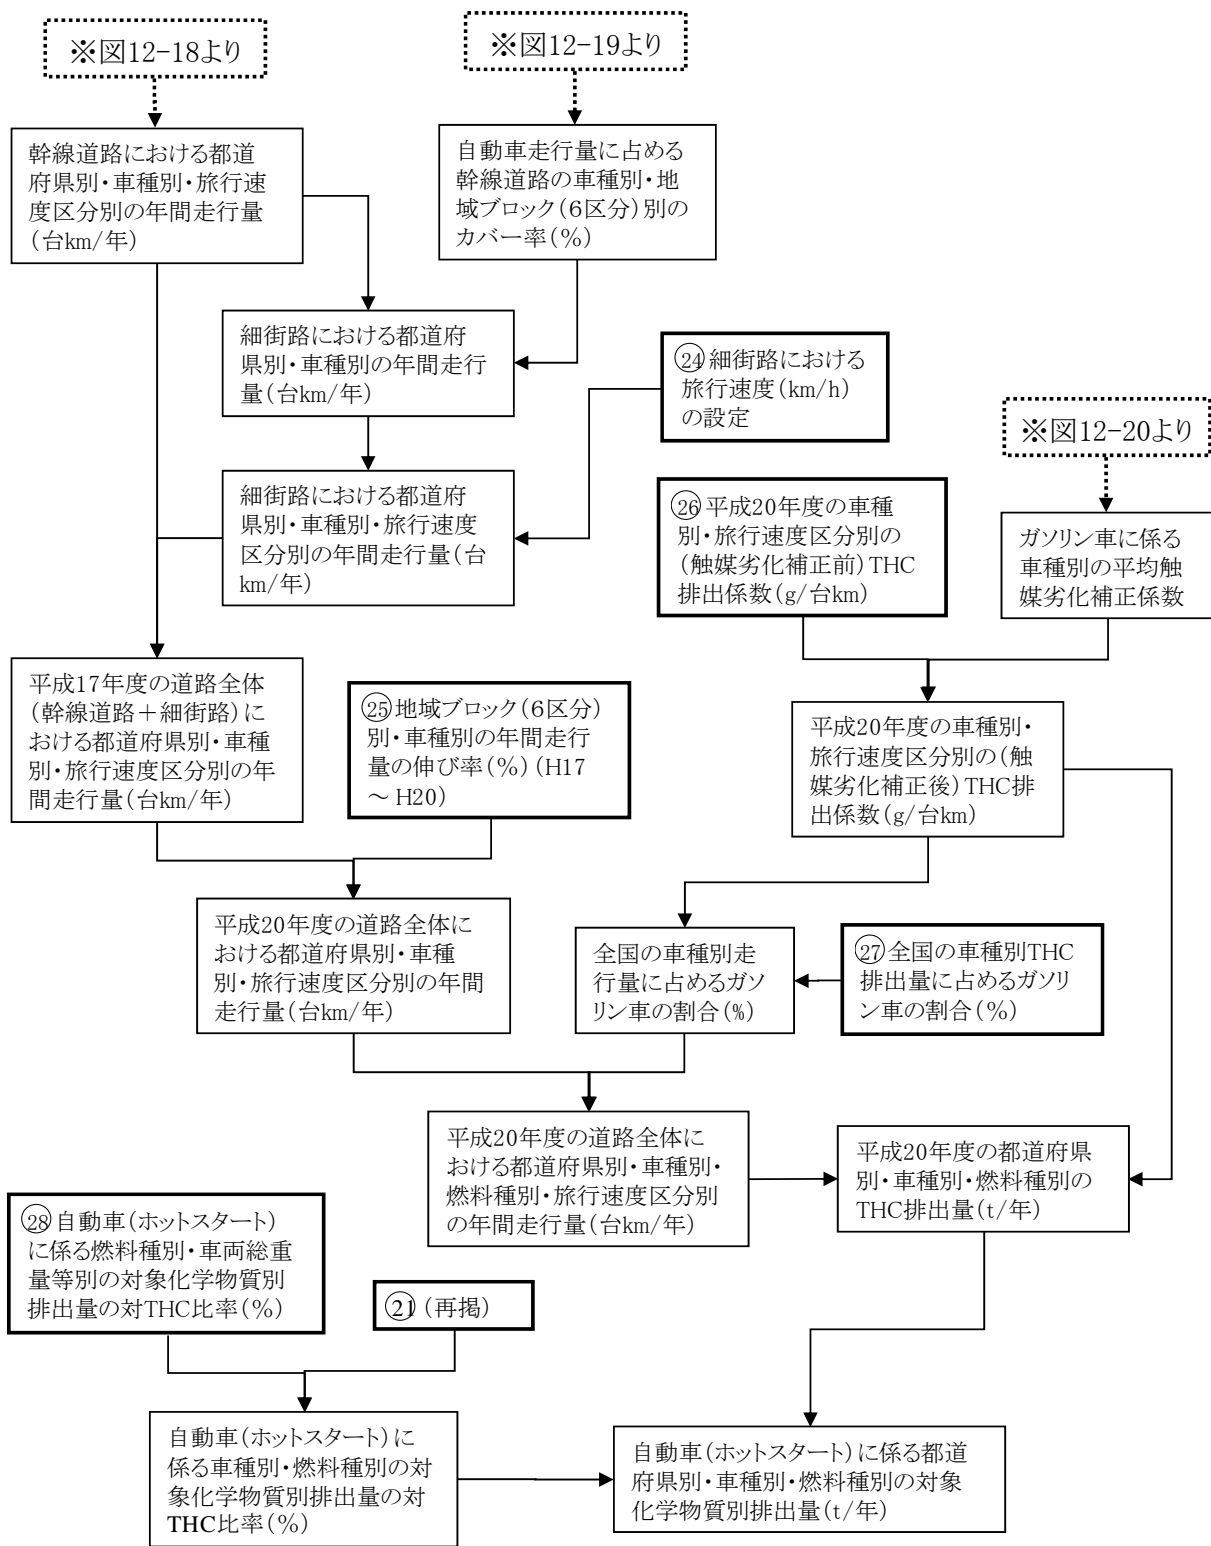 ※図12-18より
※図12-19より
幹線道路における都道
府県別・車種別・旅行速
度区分別の年間走行量
(台km/年)
自動車走行量に占める
幹線道路の車種別・地
域ブロック(6区分)別の
カバー率(%)
細街路における都道府
県別・車種別の年間走行
量(台km/年)
㉔細街路における
旅行速度(km/h)
の設定
※図12-20より
細街路における都道府
県別・車種別・旅行速度
区分別の年間走行量(台
km/年)
㉖平成20年度の車種
別・旅行速度区分別の
(触媒劣化補正前)THC
排出係数(g/台km)
ガソリン車に係る
車種別の平均触
媒劣化補正係数
平成17年度の道路全体
(幹線道路+細街路)に
おける都道府県別・車種
別・旅行速度区分別の年
間走行量(台km/年)
㉕地域ブロック(6区分)
別・車種別の年間走行
量の伸び率(%)(H17
～H20)
平成20年度の車種別・
旅行速度区分別の(触
媒劣化補正後)THC排
出係数(g/台km)
平成20年度の道路全体に
おける都道府県別・車種
別・旅行速度区分別の年間
走行量(台km/年)
全国の車種別走
行量に占めるガソ
リン車の割合(%)
㉗全国の車種別THC
排出量に占めるガソリ
ン車の割合(%)
平成20年度の道路全体に
おける都道府県別・車種別・
燃料種別・旅行速度区分別
の年間走行量(台km/年)
平成20年度の都道府県
別・車種別・燃料種別の
THC排出量(t/年)
㉘自動車(ホットスタート)
に係る燃料種別・車両総重
量等別の対象化学物質別
排出量の対THC比率(%)
㉑(再掲)
自動車(ホットスタート)に
係る車種別・燃料種別の対
象化学物質別排出量の対
THC比率(%)
自動車(ホットスタート)に係る都道
府県別・車種別・燃料種別の対象
化学物質別排出量(t/年)